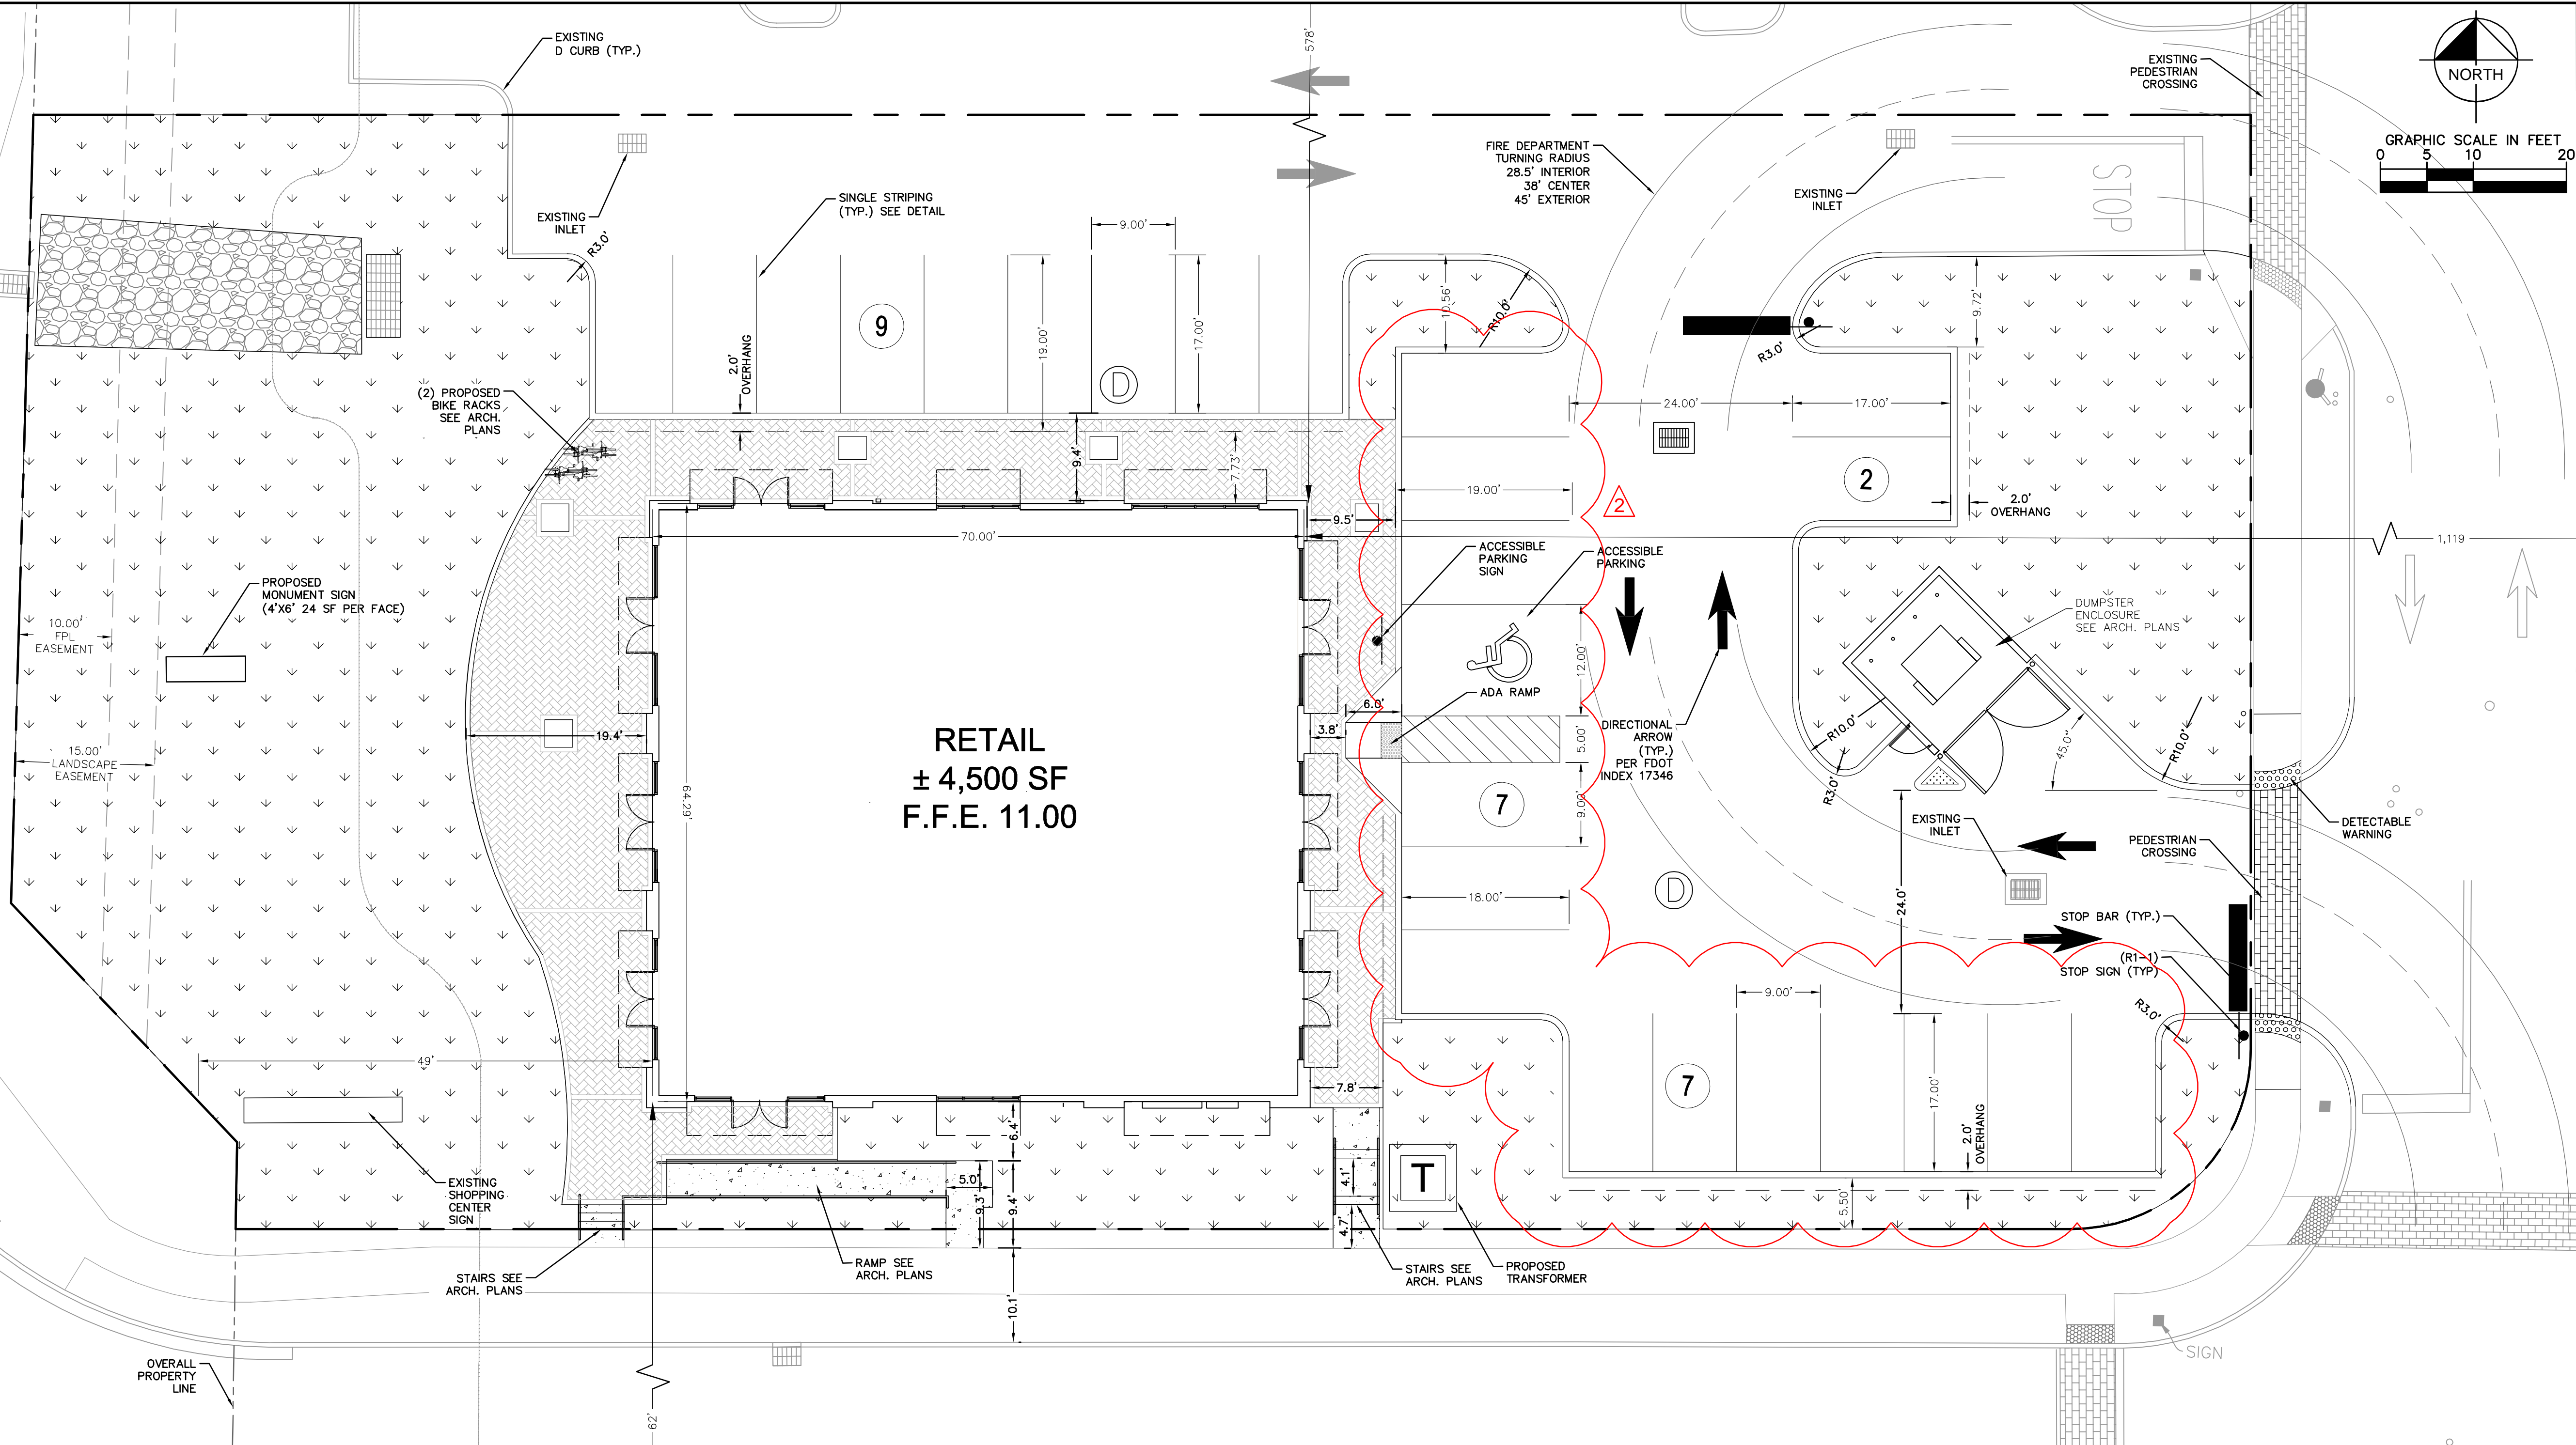 EXISTING
D CURB (TYP.)
578'
EXISTING
PEDESTRIAN
CROSSING
NORTH
GRAPHIC SCALE IN FEET
0 5 10 20
FIRE DEPARTMENT
TURNING RADIUS
28.5' INTERIOR
38' CENTER
45' EXTERIOR
EXISTING
INLET
STOP
SINGLE STRIPING
(TYP.) SEE DETAIL
EXISTING
INLET
R3.0'
9.00'
9
2.0'
OVERHANG
19.00'
17.00'
D
10.56'
R10.0'
R3.0'
9.72'
(2) PROPOSED
BIKE RACKS
SEE ARCH.
PLANS
9.4'
7.73'
24.00'
17.00'
2
19.00'
2
2.0'
OVERHANG
9.5'
70.00'
1,119
ACCESSIBLE
PARKING
SIGN
ACCESSIBLE
PARKING
PROPOSED
MONUMENT SIGN
(4'X6' 24 SF PER FACE)
10.00'
FPL
EASEMENT
DUMPSTER
ENCLOSURE
SEE ARCH. PLANS
12.00'
ADA RAMP
6.0'
3.8'
19.4'
15.00'
LANDSCAPE
EASEMENT
RETAIL
± 4,500 SF
F.F.E. 11.00
64.29'
5.00'
DIRECTIONAL
ARROW
(TYP.)
PER FDOT
INDEX 17346
7
9.00'
R10.0'
R3.0'
45.0'
R10.0'
EXISTING
INLET
DETECTABLE
WARNING
PEDESTRIAN
CROSSING
18.00'
D
24.0'
STOP BAR (TYP.)
(R1-1)
STOP SIGN (TYP)
9.00'
R3.0'
49'
7.8'
7
17.00'
2.0'
OVERHANG
6.4'
5.0'
9.3'
9.4'
4.1'
4.7'
T
5.50'
EXISTING
SHOPPING
CENTER
SIGN
STAIRS SEE
ARCH. PLANS
RAMP SEE
ARCH. PLANS
10.1'
STAIRS SEE
ARCH. PLANS
PROPOSED
TRANSFORMER
SIGN
OVERALL
PROPERTY
LINE
62'